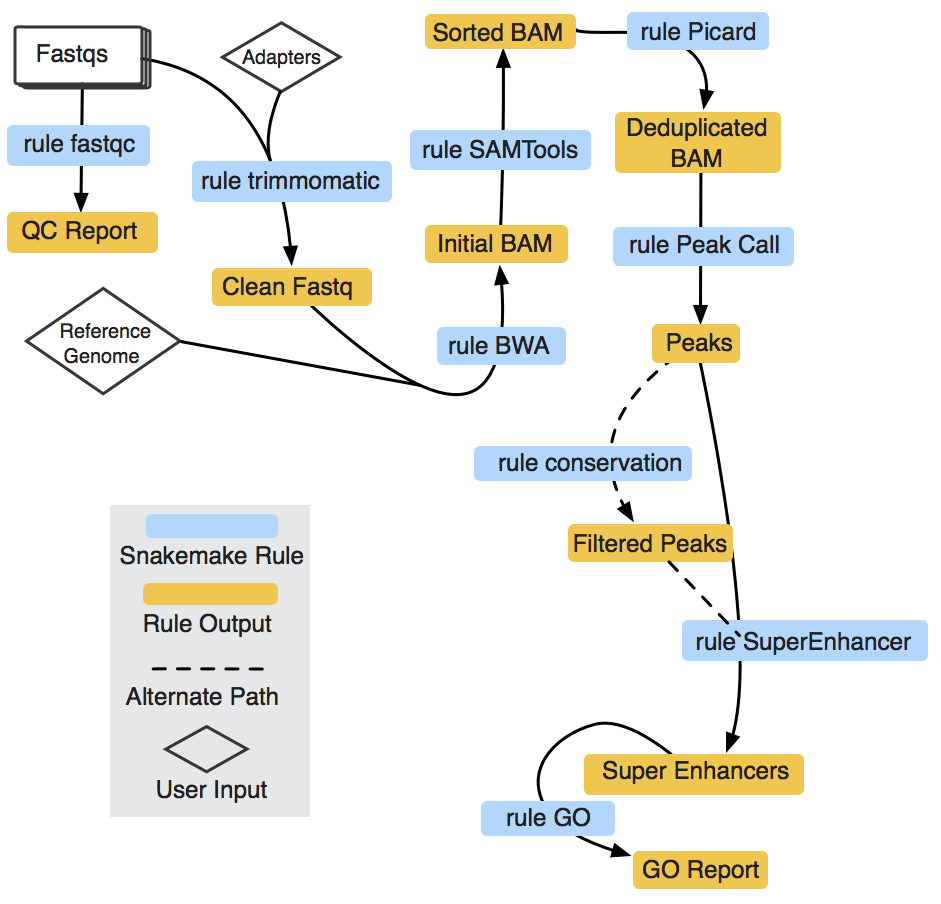 Fastqs
Adapters
Sorted BAM
rule Picard
rule fastqc
rule trimmomatic
rule SAMTools
Deduplicated
BAM
QC Report
Clean Fastq
Initial BAM
rule Peak Call
Reference
Genome
rule BWA
Peaks
rule conservation
Filtered Peaks
rule SuperEnhancer
Super Enhancers
rule GO
GO Report
Snakemake Rule
Rule Output
Alternate Path
User Input